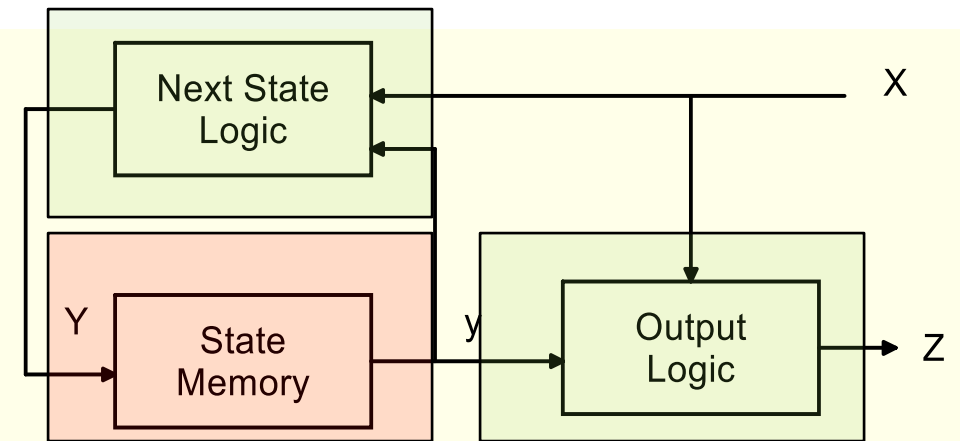 Next State
Logic
X
Y
State
Memory
y
Output
Logic
Z